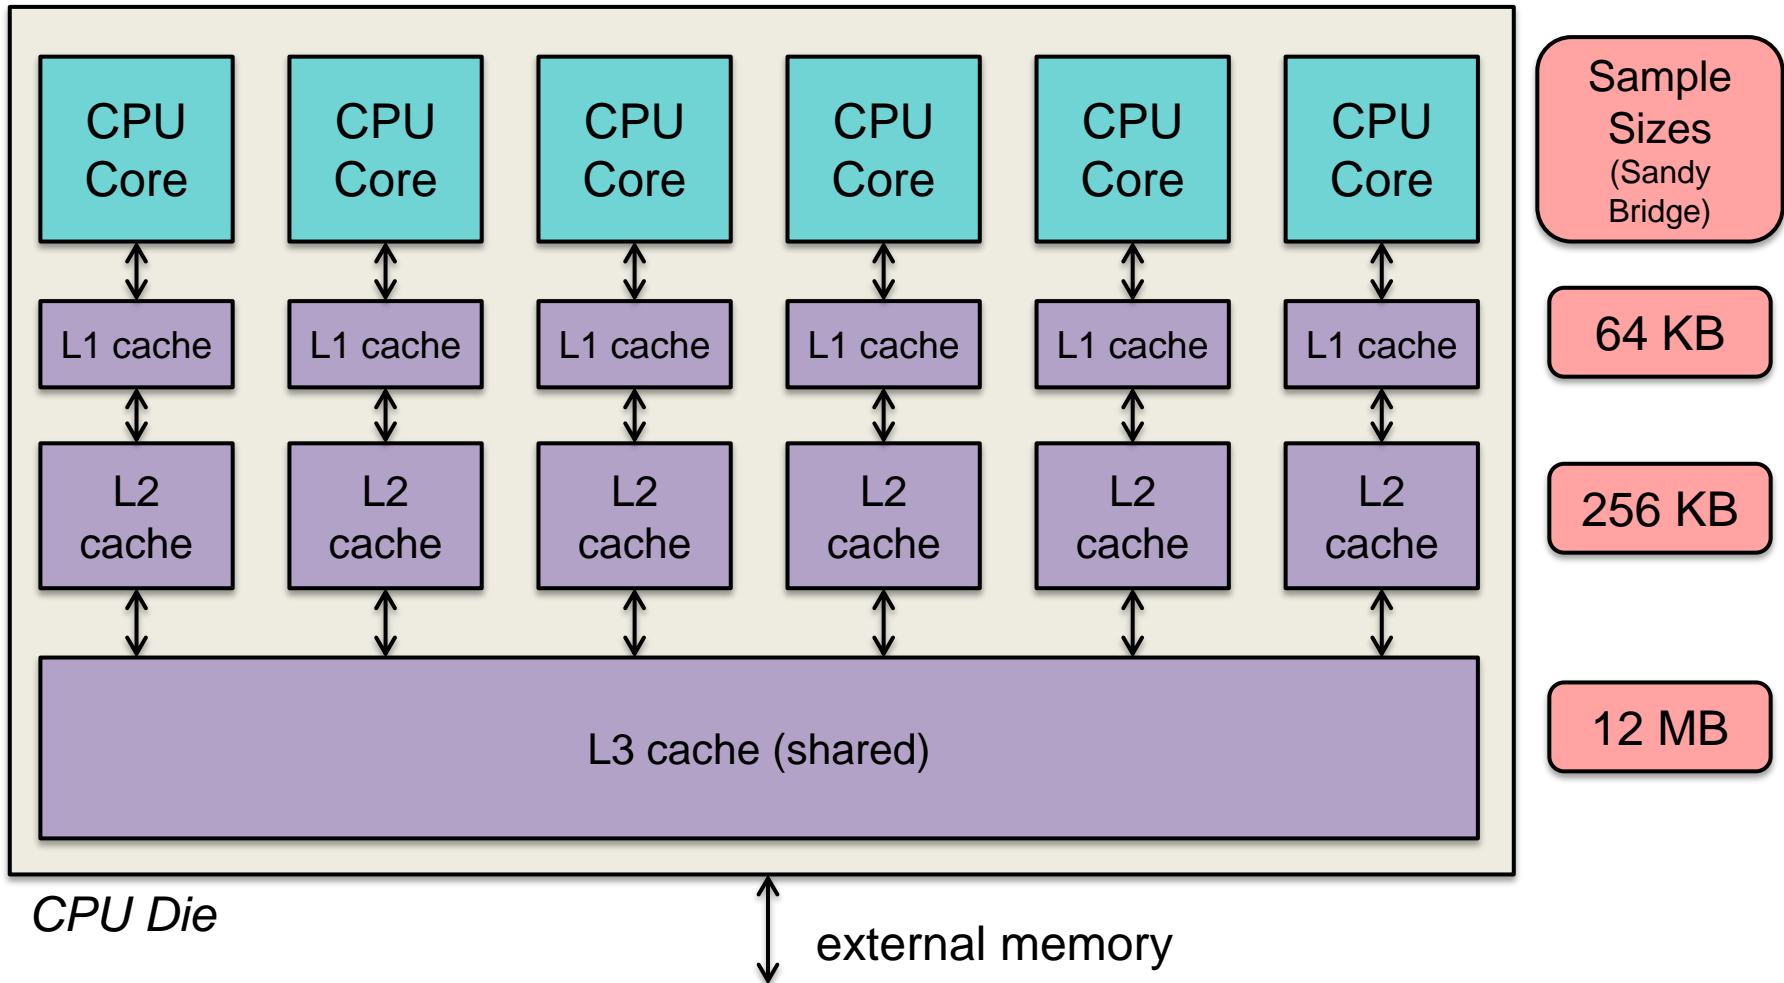 CPU
Core
CPU
Core
CPU
Core
CPU
Core
CPU
Core
CPU
Core
Sample
Sizes
(Sandy
Bridge)
L1 cache
L1 cache
L1 cache
L1 cache
L1 cache
L1 cache
64 KB
L2
cache
L2
cache
L2
cache
L2
cache
L2
cache
L2
cache
256 KB
L3 cache (shared)
12 MB
CPU Die
external memory